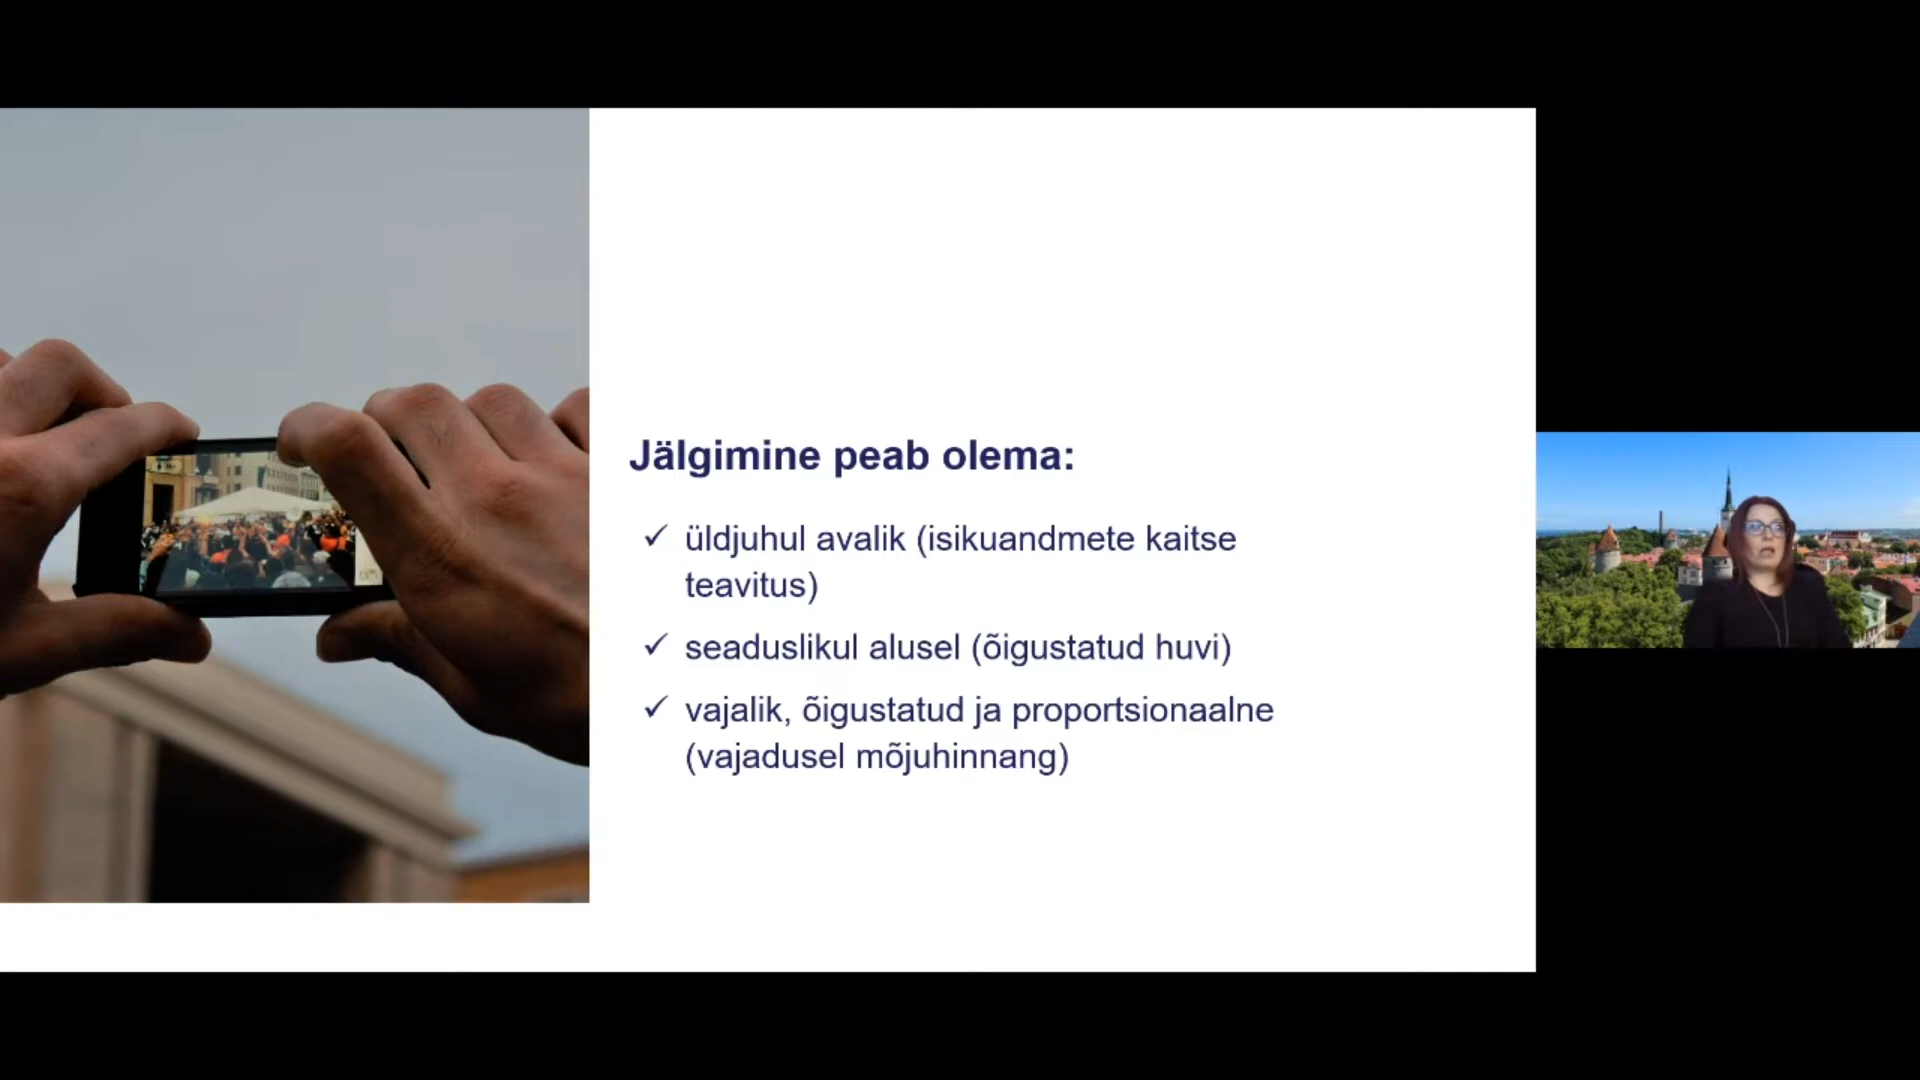 Jälgimine peab olema:
✓ üldjuhul avalik (isikuandmete kaitse
teavitus)
✓ seaduslikul alusel (õigustatud huvi)
✓ vajalik, õigustatud ja proportsionaalne
(vajadusel mõjuhinnang)